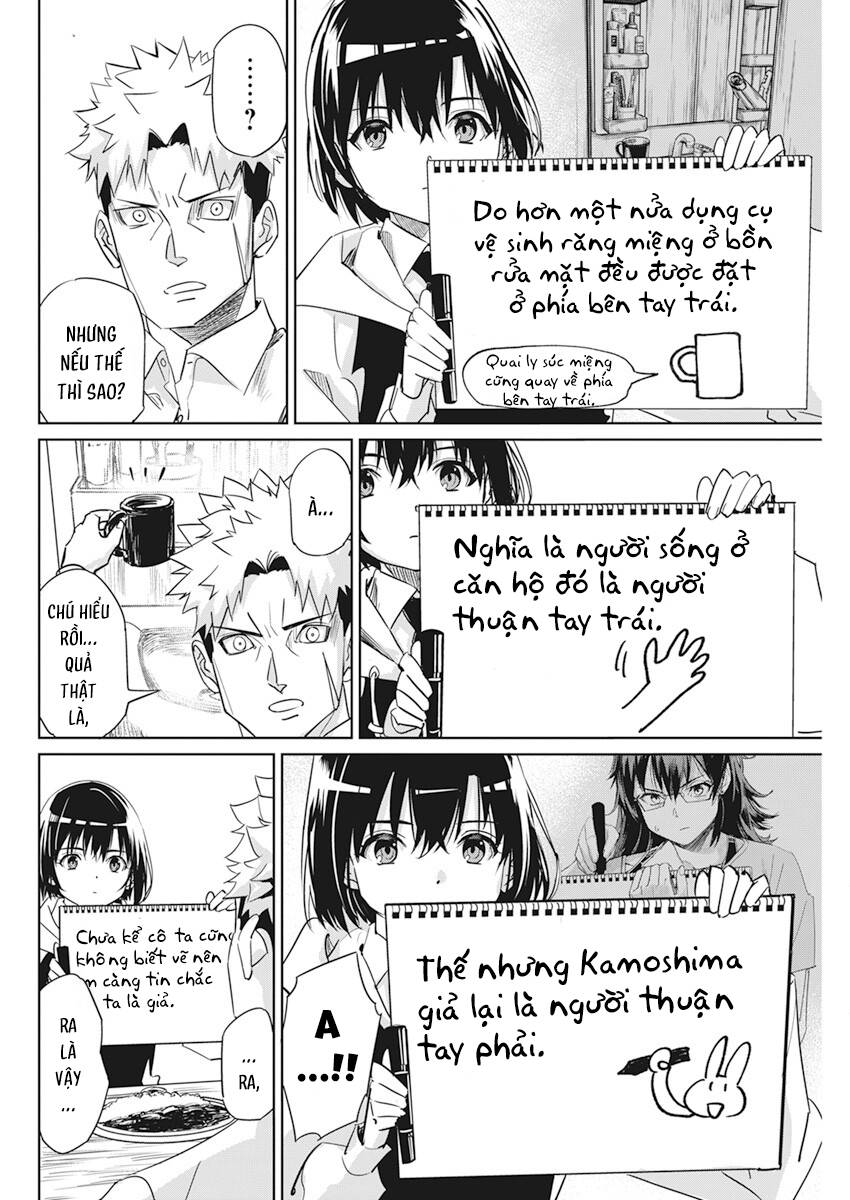 Do hơn một nửa dụng cụ
vệ sinh răng miệng ở bồn
rửa mặt đều được đặt
ở phía bên tay trái.
Quai ly súc miệng
cũng quay về phía
bên tay trái.
......?
NHƯNG
NẾU THẾ
THÌ SAO?
Nghĩa là người sống ở
căn hộ đó là người
thuận tay trái.
À...
CHÚ HIỂU
RỒI...
QUẢ
THẬT
LÀ,
Thế nhưng Kamoshima
giả lại là người thuận
tay phải.
A
...!!
Chưa kể cô ta cũng
không biết vẽ nên
càng tin chắc
ta là giả.
...
RA,
RA
LÀ
VẬY
...